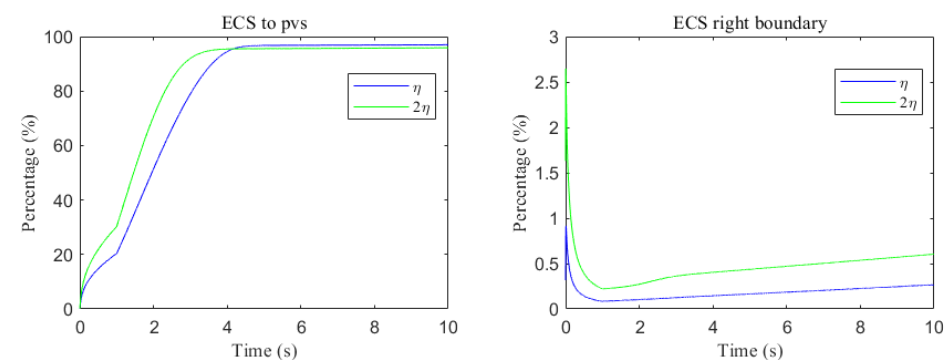 ECS to pvs
Percentage (%)
100
80
60
40
20
0
η
2η
0 2 4 6 8 10
Time (s)
ECS right boundary
Percentage (%)
3
2.5
2
1.5
1
0.5
0
η
2η
0 2 4 6 8 10
Time (s)